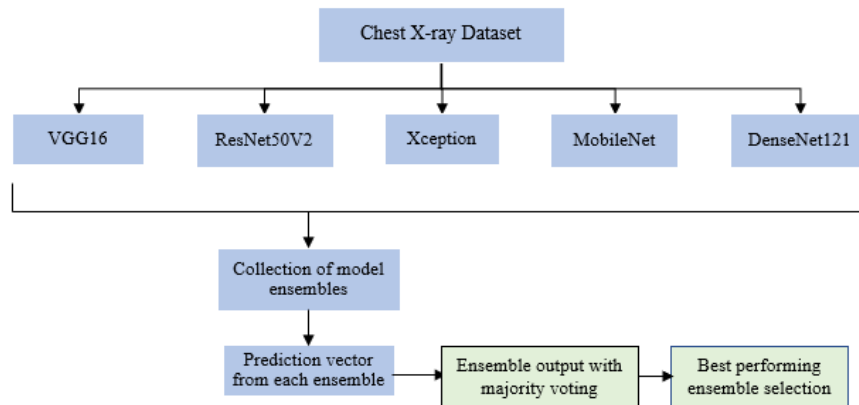 Chest X-ray Dataset
VGG16
ResNet50V2
Xception
MobileNet
DenseNet121
Collection of model
ensembles
Prediction vector
from each ensemble
Ensemble output with
majority voting
Best performing
ensemble selection